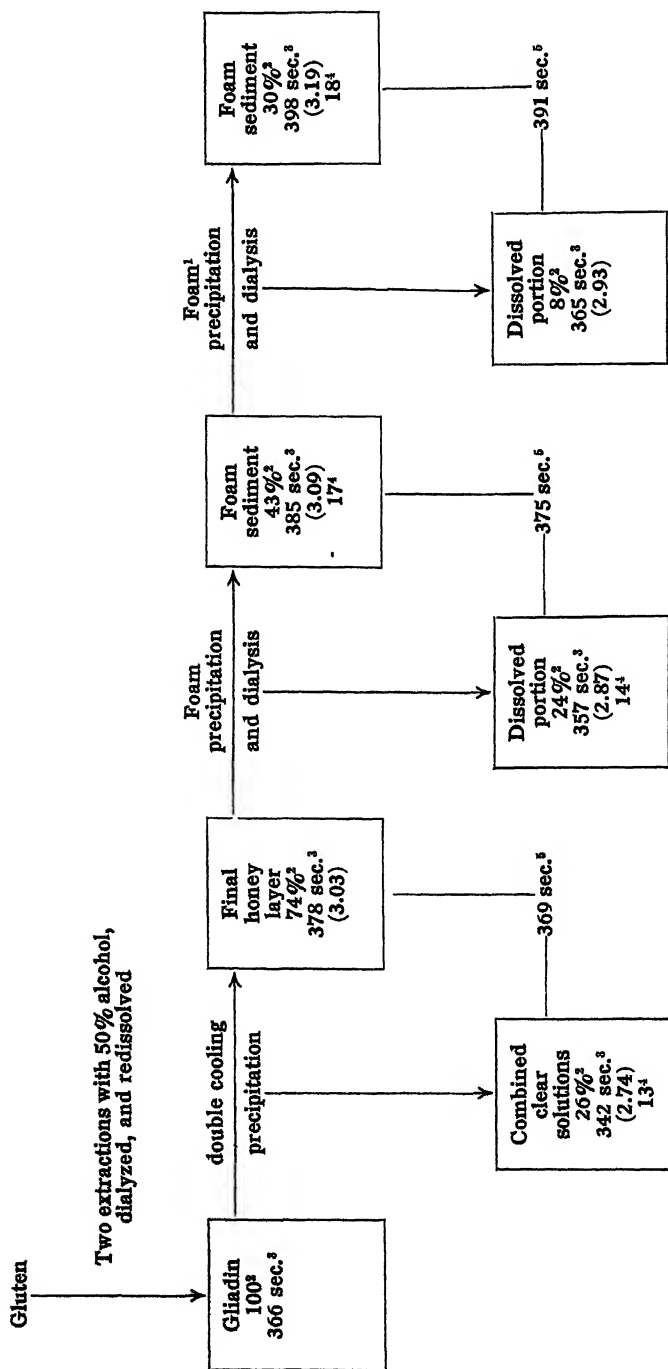 Gluten
Two extractions with 50% alcohol,
dialyzed, and redissolved
Gliadin
100²
366 sec.³
double cooling
precipitation
Final
honey
layer
74%²
378 sec.³
(3.03)
369 sec.⁵
Combined
clear
solutions
26%²
342 sec.³
(2.74)
13⁴
Foam
precipitation
and dialysis
Foam
sediment
43%²
385 sec.³
(3.09)
17⁴
375 sec.⁵
Dissolved
portion
24%²
357 sec.³
(2.87)
14⁴
Foam¹
precipitation
and dialysis
Foam
sediment
30%²
398 sec.³
(3.19)
18⁴
391 sec.⁵
Dissolved
portion
8%²
365 sec.³
(2.93)